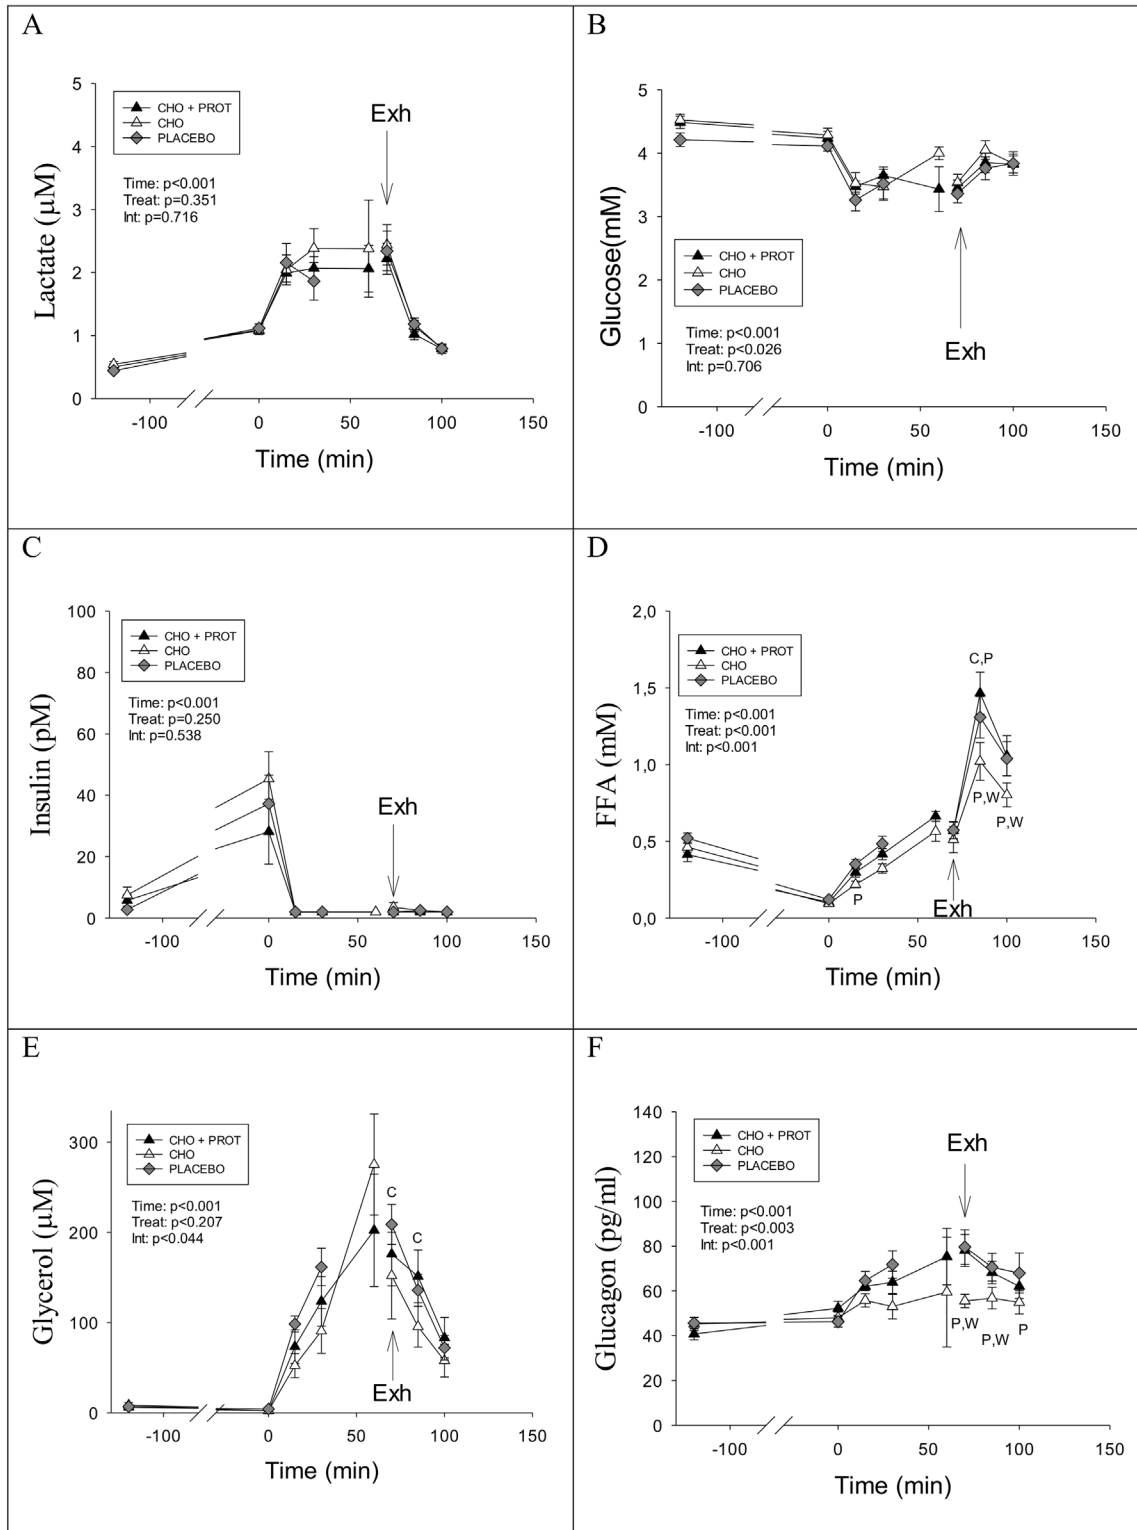 A
5
4
3
2
1
0
Lactate (µM)
CHO + PROT
CHO
PLACEBO
Time: p<0.001
Treat: p=0.351
Int: p=0.716
Exh
-100 0 50 100 150
Time (min)
B
5
4
3
2
1
0
Glucose(mM)
CHO + PROT
CHO
PLACEBO
Time: p<0.001
Treat: p<0.026
Int: p=0.706
Exh
-100 0 50 100 150
Time (min)
C
100
80
60
40
20
0
Insulin (pM)
CHO + PROT
CHO
PLACEBO
Time: p<0.001
Treat: p=0.250
Int: p=0.538
Exh
-100 0 50 100 150
Time (min)
D
2,0
1,5
1,0
0,5
0,0
FFA (mM)
CHO + PROT
CHO
PLACEBO
Time: p<0.001
Treat: p<0.001
Int: p<0.001
C,P
P,W
P,W
P
Exh
-100 0 50 100 150
Time (min)
E
300
200
100
0
Glycerol (µM)
CHO + PROT
CHO
PLACEBO
Time: p<0.001
Treat: p<0.207
Int: p<0.044
C
C
Exh
-100 0 50 100 150
Time (min)
F
140
120
100
80
60
40
20
0
Glucagon (pg/ml)
CHO + PROT
CHO
PLACEBO
Time: p<0.001
Treat: p<0.003
Int: p<0.001
Exh
P,W
P,W
P
-100 0 50 100 150
Time (min)